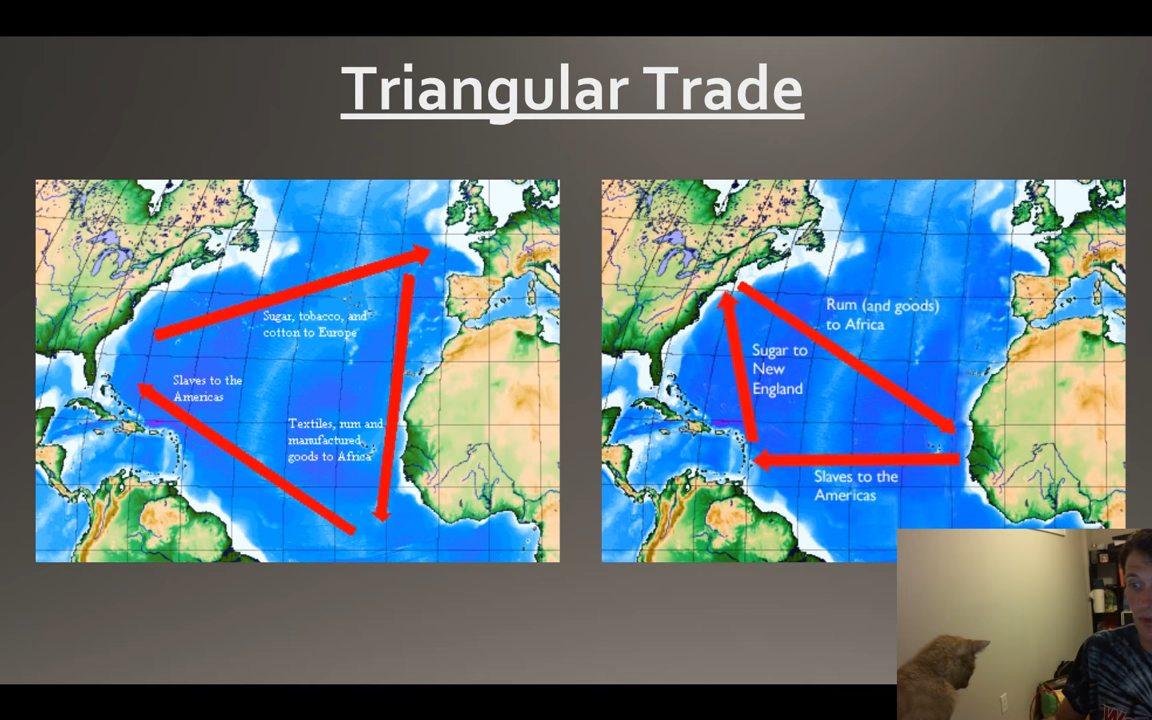 Triangular Trade
Sugar, tobacco, and
cotton to Europe
Slaves to the
Americas
Textiles, rum and
manufactured
goods to Africa
Rum (and goods)
to Africa
Sugar to
New
England
Slaves to the
Americas